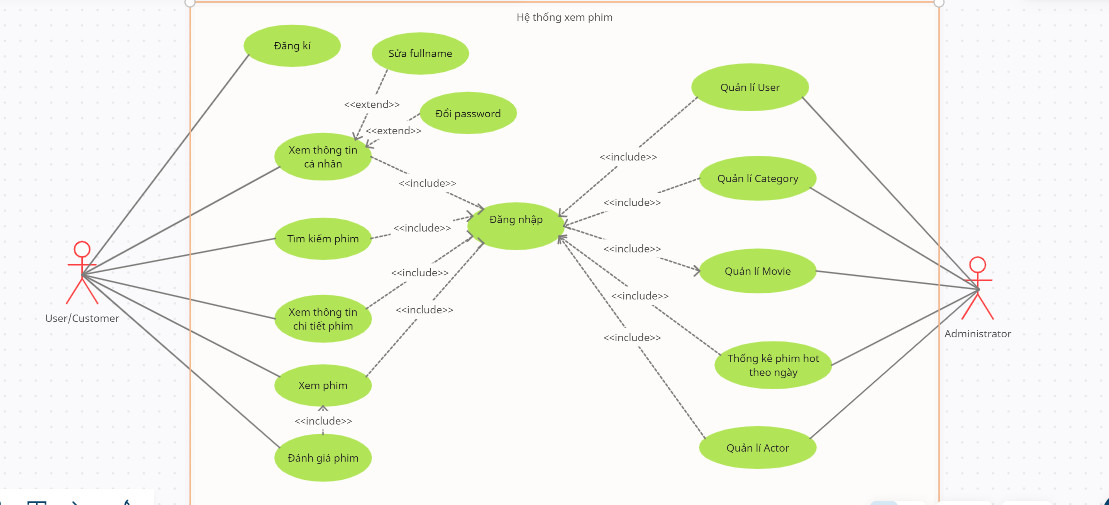 Hệ thống xem phim
Đăng kí
Sửa fullname
<<extend>>
Đổi password
<<extend>>
Xem thông tin
cá nhân
<<include>>
Tìm kiếm phim
<<include>>
Đăng nhập
<<include>>
Xem thông tin
chi tiết phim
<<include>>
Xem phim
<<include>>
Đánh giá phim
User/Customer
Quản lí User
<<include>>
Quản lí Category
<<include>>
<<include>>
Quản lí Movie
<<include>>
<<include>>
Thống kê phim hot
theo ngày
Quản lí Actor
Administrator